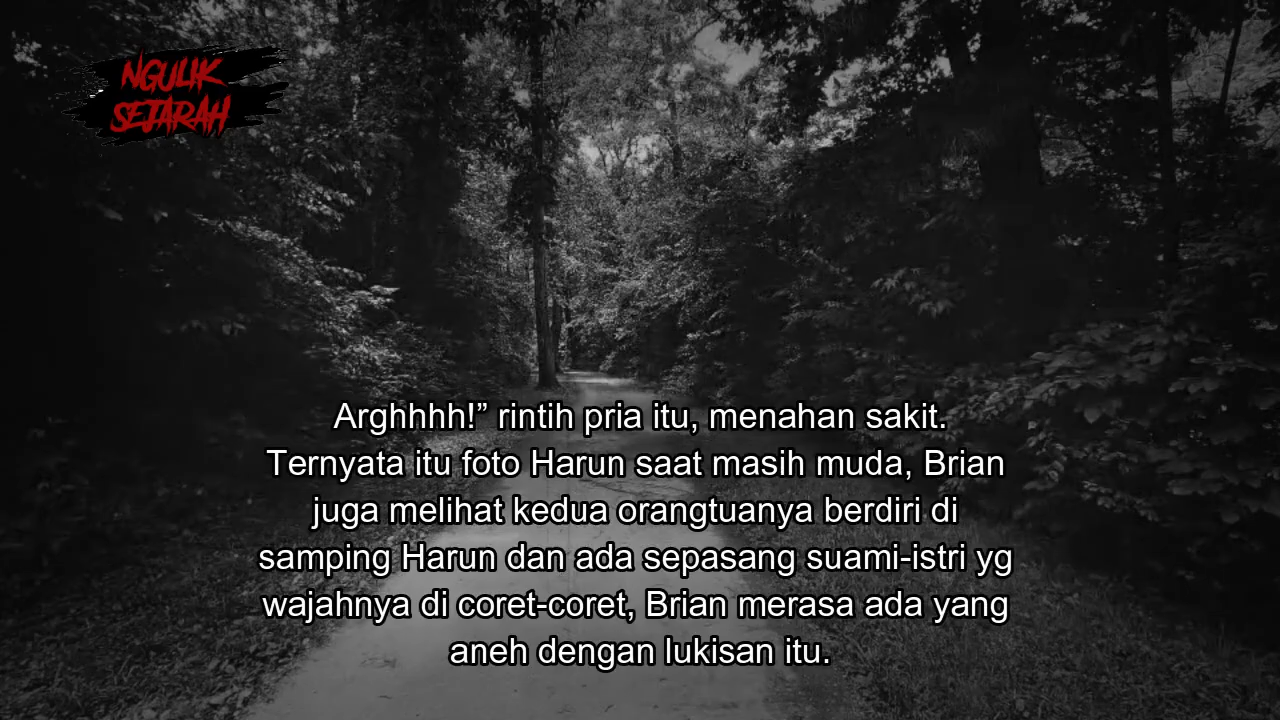 NGULIK
SEJARAH
Arghhhh!” rintih pria itu, menahan sakit.
Ternyata itu foto Harun saat masih muda, Brian
juga melihat kedua orangtuanya berdiri di
samping Harun dan ada sepasang suami-istri yg
wajahnya di coret-coret, Brian merasa ada yang
aneh dengan lukisan itu.